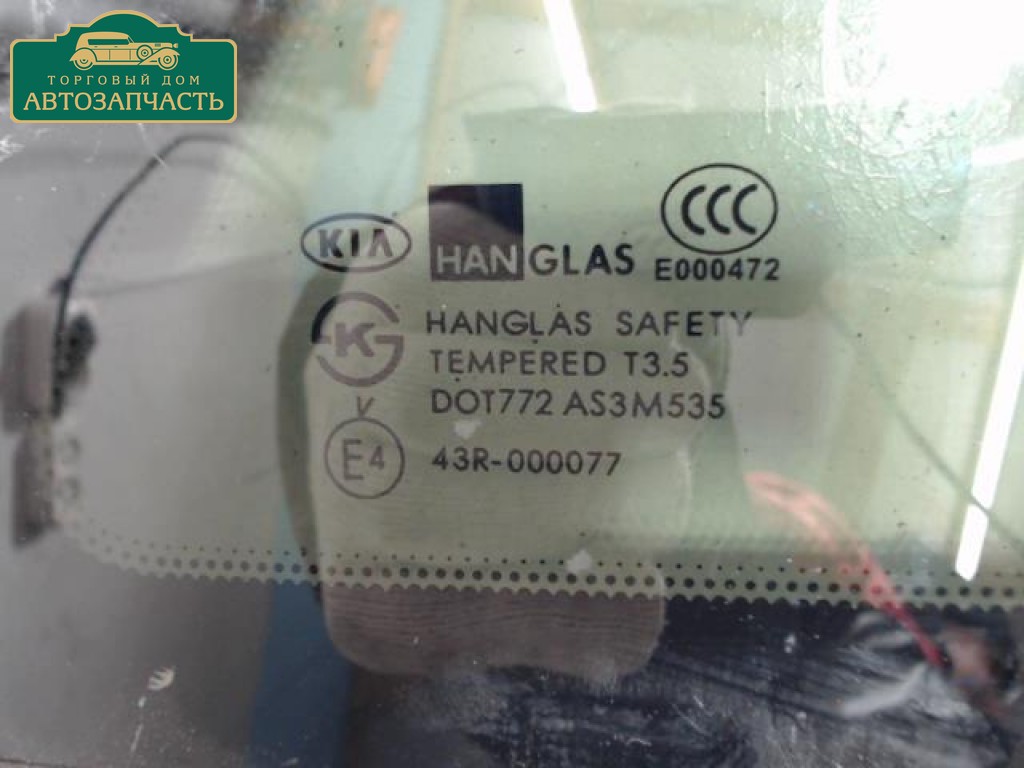 ТОРГОВЫЙ ДОМ
АВТОЗАПЧАСТЬ
KIA
HANGLAS
CCC
E000472
K
HANGLAS SAFETY
TEMPERED T3.5
DOT772 AS3M535
V
E4
43R-000077